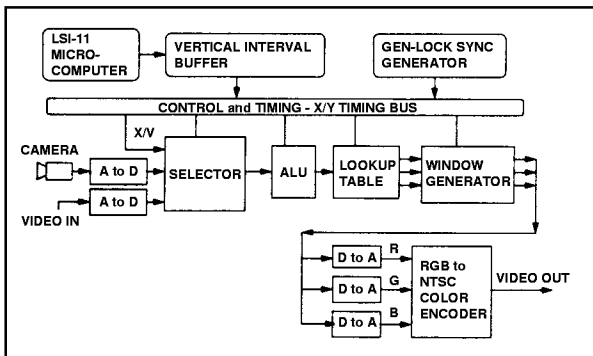 LSI-11
MICRO-
COMPUTER
VERTICAL INTERVAL
BUFFER
GEN-LOCK SYNC
GENERATOR
CONTROL and TIMING - X/Y TIMING BUS
X/V
CAMERA
A to D
SELECTOR
ALU
LOOKUP
TABLE
WINDOW
GENERATOR
A to D
VIDEO IN
D to A
R
D to A
G
D to A
B
RGB to
NTSC
COLOR
ENCODER
VIDEO OUT